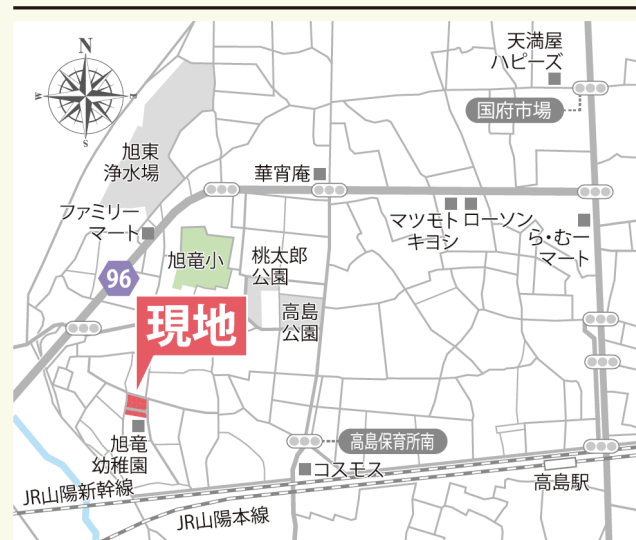 N
W
E
S
天満屋
ハピーズ
国府市場
旭東
浄水場
華宵庵
ファミリー
マート
マツモト
キヨシ
ローソン
ら・むー
マート
旭竜小
桃太郎
公園
96
高島
公園
現地
旭竜
幼稚園
高島保育所南
コスモス
高島駅
JR山陽新幹線
JR山陽本線